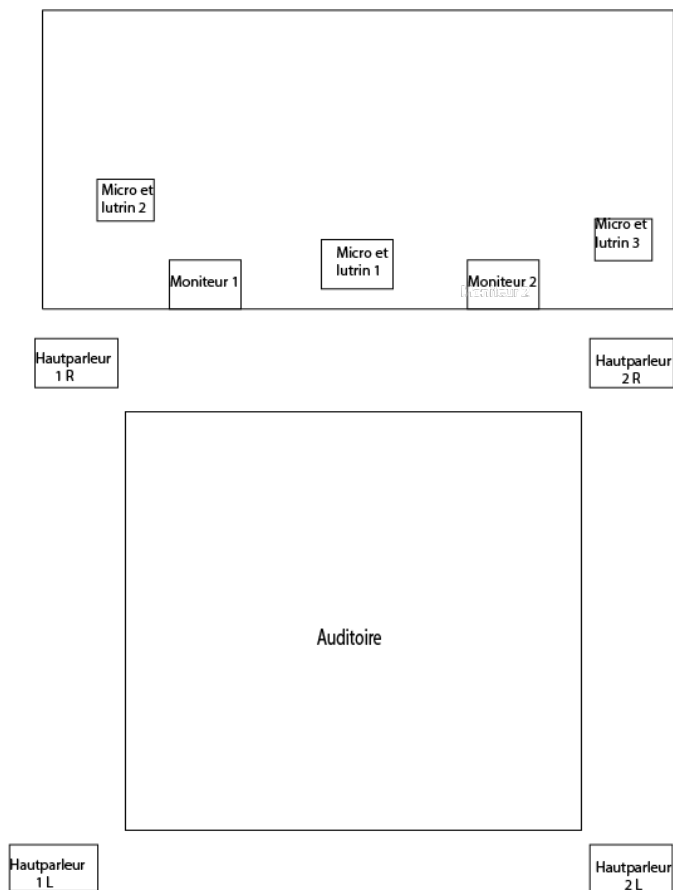 Micro et
lutrin 2
Micro et
lutrin 3
Micro et
lutrin 1
Moniteur 1
Moniteur 2
Hautparleur
1 R
Hautparleur
2 R
Auditoire
Hautparleur
1 L
Hautparleur
2 L